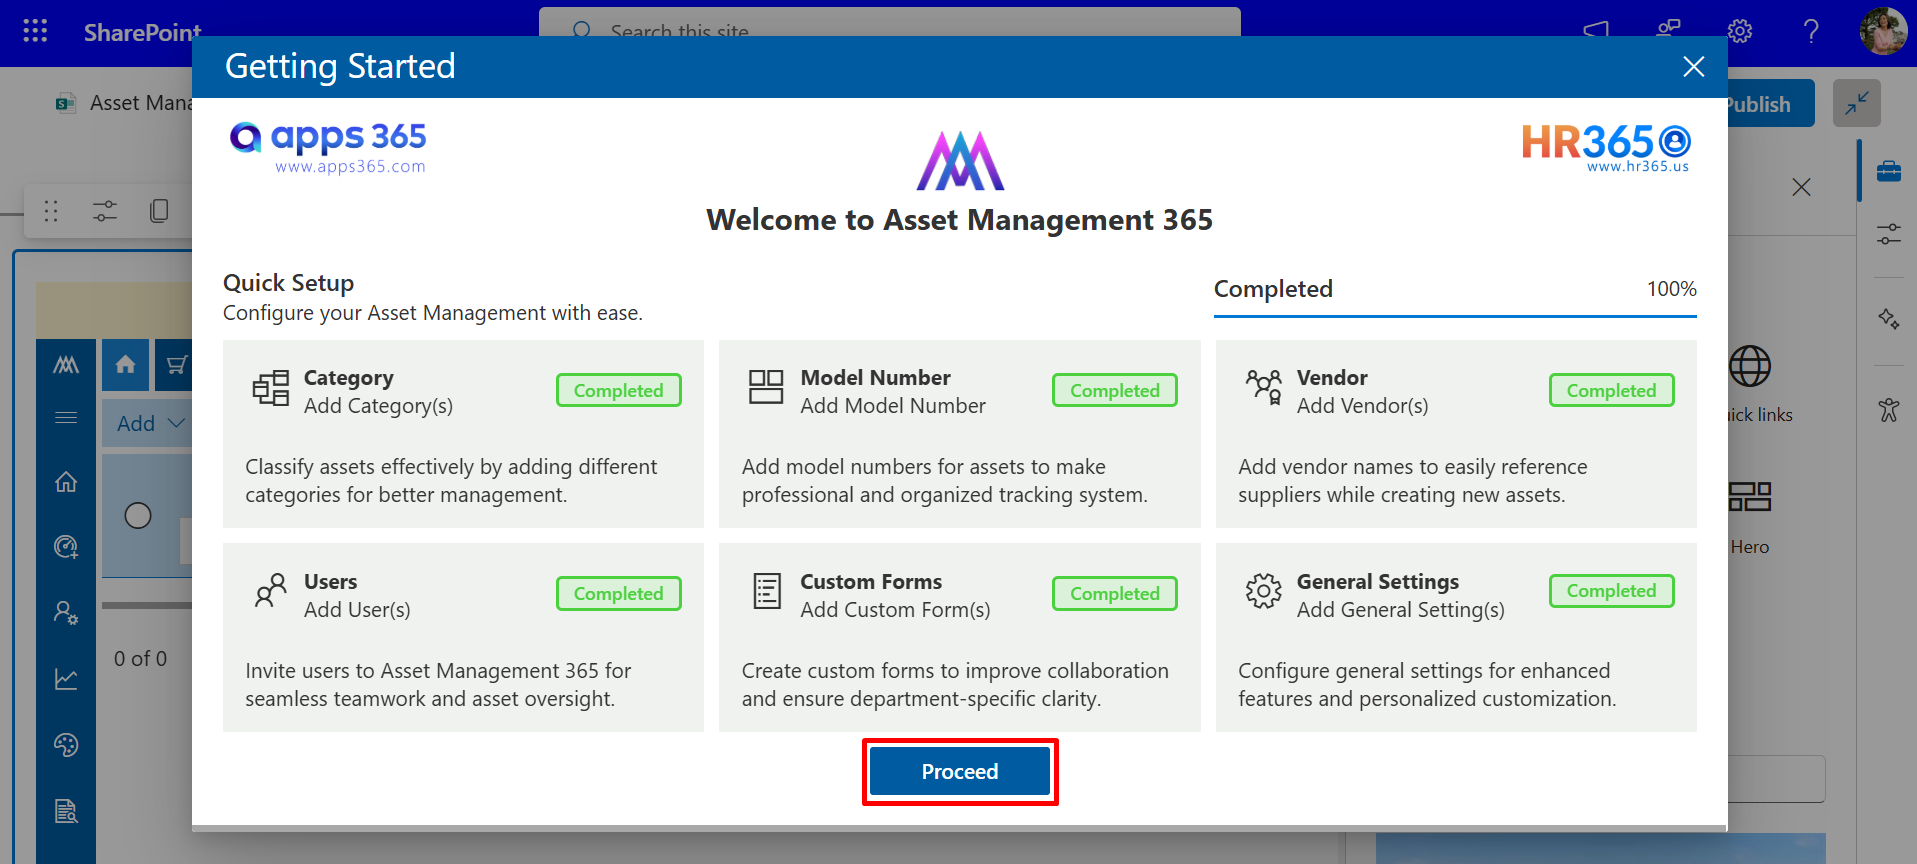 SharePoint
Search this site
Getting Started
Asset Mana
Publish
apps 365
www.apps365.com
HR365
www.hr365.us
Welcome to Asset Management 365
Quick Setup
Configure your Asset Management with ease.
Completed 100%
Category
Add Category(s)
Completed
Classify assets effectively by adding different
categories for better management.
Model Number
Add Model Number
Completed
Add model numbers for assets to make
professional and organized tracking system.
Vendor
Add Vendor(s)
Completed
Add vendor names to easily reference
suppliers while creating new assets.
Users
Add User(s)
Completed
Invite users to Asset Management 365 for
seamless teamwork and asset oversight.
Custom Forms
Add Custom Form(s)
Completed
Create custom forms to improve collaboration
and ensure department-specific clarity.
General Settings
Add General Setting(s)
Completed
Configure general settings for enhanced
features and personalized customization.
Proceed
Add
0 of 0
ick links
Hero